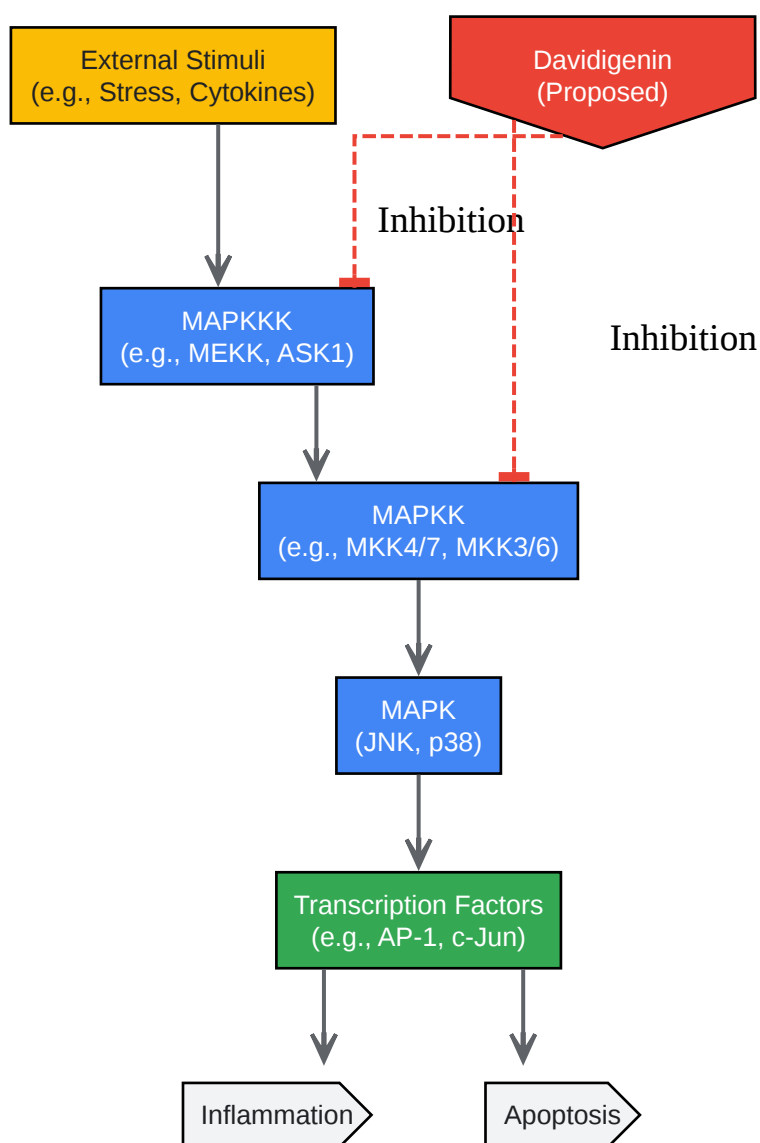 External Stimuli
(e.g., Stress, Cytokines)
Davidigenin
(Proposed)
Inhibition
MAPKKK
(e.g., MEKK, ASK1)
Inhibition
MAPKK
(e.g., MKK4/7, MKK3/6)
MAPK
(JNK, p38)
Transcription Factors
(e.g., AP-1, c-Jun)
Inflammation
Apoptosis